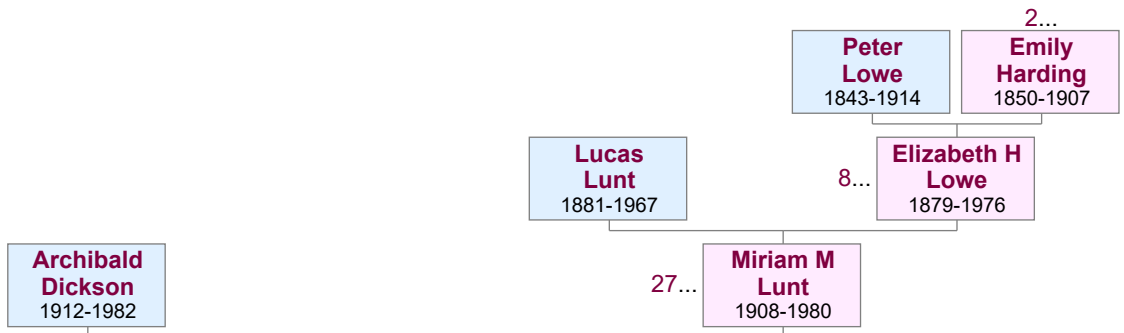 2...
Peter
Lowe
1843-1914
Emily
Harding
1850-1907
Lucas
Lunt
1881-1967
8...
Elizabeth H
Lowe
1879-1976
Archibald
Dickson
1912-1982
27...
Miriam M
Lunt
1908-1980